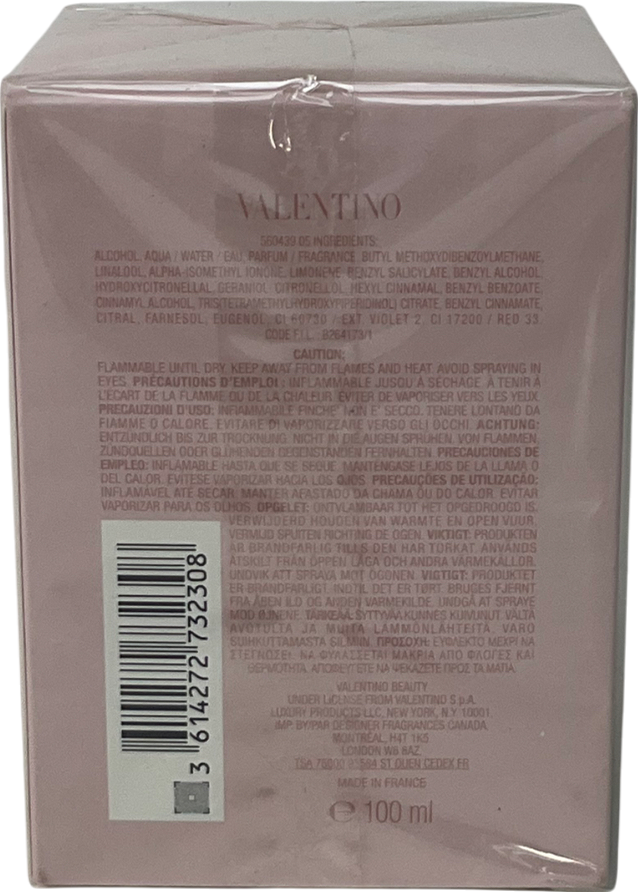 VALENTINO
560439 05 INGREDIENTS:
ALCOHOL, AQUA / WATER / EAU, PARFUM / FRAGRANCE, BUTYL METHOXYDIBENZOYLMETHANE,
LINALOOL, ALPHA-ISOMETHYL IONONE, LIMONENE, BENZYL SALICYLATE, BENZYL ALCOHOL,
HYDROXYCITRONELLAL, GERANIOL, CITRONELLOL, HEXYL CINNAMAL, BENZYL BENZOATE,
CINNAMYL ALCOHOL, TRIS(TETRAMETHYLHYDROXYPIPERIDINOL) CITRATE, BENZYL CINNAMATE,
CITRAL, FARNESOL, EUGENOL, CI 60730 / EXT. VIOLET 2, CI 17200 / RED 33.
CODE F.I.L.: B264173/1
CAUTION:
FLAMMABLE UNTIL DRY. KEEP AWAY FROM FLAMES AND HEAT. AVOID SPRAYING IN
EYES. PRÉCAUTIONS D'EMPLOI : INFLAMMABLE JUSQU'À SÉCHAGE. À TENIR À
L'ÉCART DE LA FLAMME OU DE LA CHALEUR. ÉVITER DE VAPORISER VERS LES YEUX.
PRECAUZIONI D'USO: INFIAMMABILE FINCHE' NON E' SECCO. TENERE LONTANO DA
FIAMME O CALORE. EVITARE DI VAPORIZZARE VERSO GLI OCCHI. ACHTUNG:
ENTZÜNDLICH BIS ZUR TROCKNUNG. NICHT IN DIE AUGEN SPRÜHEN. VON FLAMMEN,
ZÜNDQUELLEN ODER GLÜHENDEN GEGENSTÄNDEN FERNHALTEN. PRECAUCIONES DE
EMPLEO: INFLAMABLE HASTA QUE SE SEQUE. MANTÉNGASE LEJOS DE LA LLAMA O
DEL CALOR. EVÍTESE VAPORIZAR HACIA LOS OJOS. PRECAUÇÕES DE UTILIZAÇÃO:
INFLAMÁVEL ATÉ SECAR. MANTER AFASTADO DA CHAMA OU DO CALOR. EVITAR
VAPORIZAR PARA OS OLHOS. OPGELET: ONTVLAMBAAR TOT HET OPGEDROOGD IS.
VERWIJDERD HOUDEN VAN WARMTE EN OPEN VUUR.
VERMIJD SPUITEN RICHTING DE OGEN. VIKTIGT: PRODUKTEN
ÄR BRANDFARLIG TILLS DEN HAR TORKAT. ANVÄNDS
ÅTSKILT FRÅN ÖPPEN LÅGA OCH ANDRA VÄRMEKÄLLOR.
UNDVIK ATT SPRAYA MOT ÖGONEN. VIGTIGT: PRODUKTET
ER BRANDFARLIGT, INDTIL DET ER TØRT. BRUGES FJERNT
FRA ÅBEN ILD OG ANDEN VARMEKILDE. UNDGÅ AT SPRAYE
MOD ØJNENE. TÄRKEÄÄ: SYTTYVÄÄ KUNNES KUIVUNUT. VÄLTÄ
AVOTULTA JA MUITA LÄMMÖNLÄHTEITÄ. VARO
SUIHKUTTAMASTA SILMIIN. ΠΡΟΣΟΧΗ: ΕΥΦΛΕΚΤΟ ΜΕΧΡΙ ΝΑ
ΣΤΕΓΝΩΣΕΙ. ΝΑ ΦΥΛΑΣΣΕΤΑΙ ΜΑΚΡΙΑ ΑΠΟ ΦΛΟΓΕΣ ΚΑΙ
ΘΕΡΜΟΤΗΤΑ. ΑΠΟΦΕΥΓΕΤΕ ΝΑ ΨΕΚΑΖΕΤΕ ΠΡΟΣ ΤΑ ΜΑΤΙΑ.
VALENTINO BEAUTY
UNDER LICENSE FROM VALENTINO S.p.A.
LUXURY PRODUCTS LLC, NEW YORK, N.Y. 10001
IMP. BY/PAR DESIGNER FRAGRANCES CANADA
MONTRÉAL, H4T 1K5
LONDON W6 8AZ
TSA 75000 93584 ST OUEN CEDEX FR
MADE IN FRANCE
℮ 100 ml
3 614272 732308